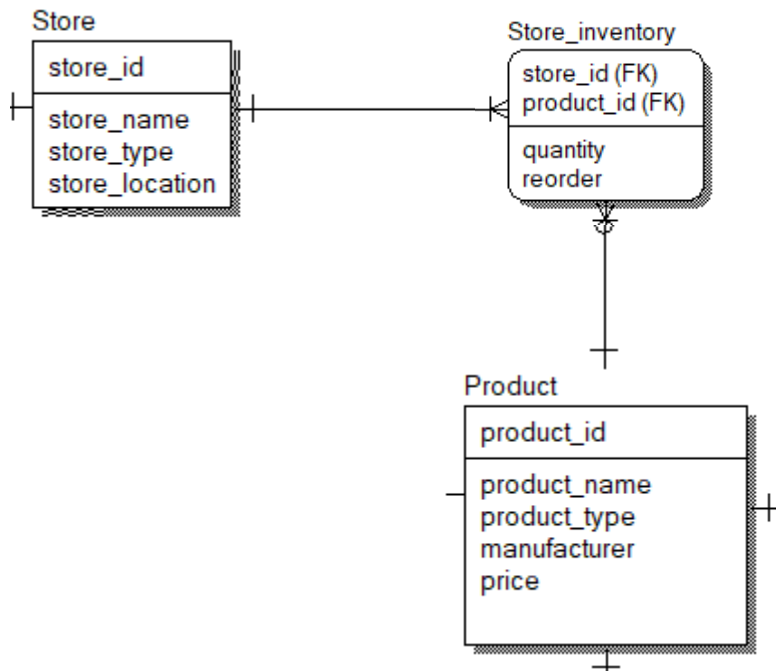 Store
store_id
store_name
store_type
store_location
Store_inventory
store_id (FK)
product_id (FK)
quantity
reorder
Product
product_id
product_name
product_type
manufacturer
price